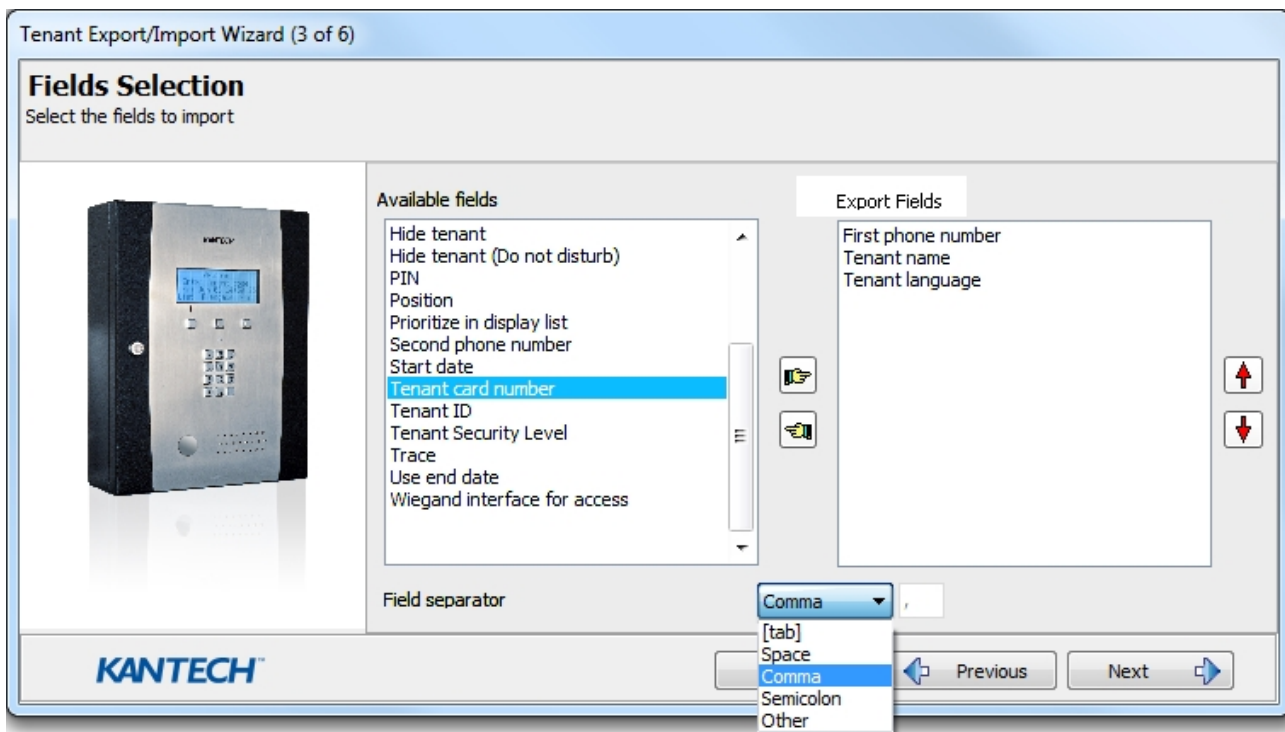 Tenant Export/Import Wizard (3 of 6)
Fields Selection
Select the fields to import
Available fields
Hide tenant
Hide tenant (Do not disturb)
PIN
Position
Prioritize in display list
Second phone number
Start date
Tenant card number
Tenant ID
Tenant Security Level
Trace
Use end date
Wiegand interface for access
Export Fields
First phone number
Tenant name
Tenant language
Field separator
Comma
,
[tab]
Space
Comma
Semicolon
Other
KANTECH
Previous
Next